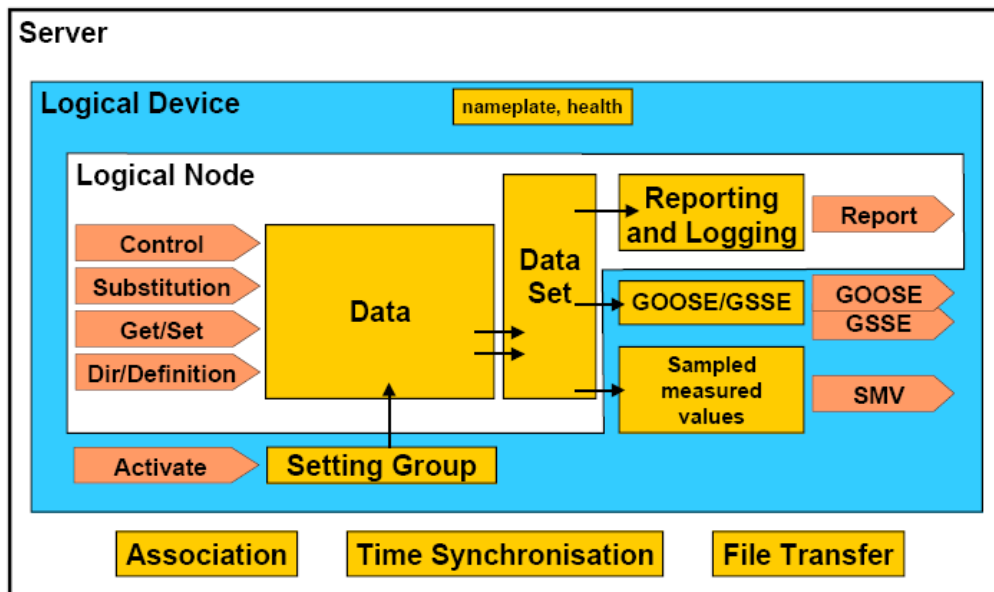 Server
Logical Device
nameplate, health
Logical Node
Control
Substitution
Get/Set
Dir/Definition
Data
Data
Set
Reporting
and Logging
Report
GOOSE/GSSE
GOOSE
GSSE
Sampled
measured
values
SMV
Activate
Setting Group
Association
Time Synchronisation
File Transfer